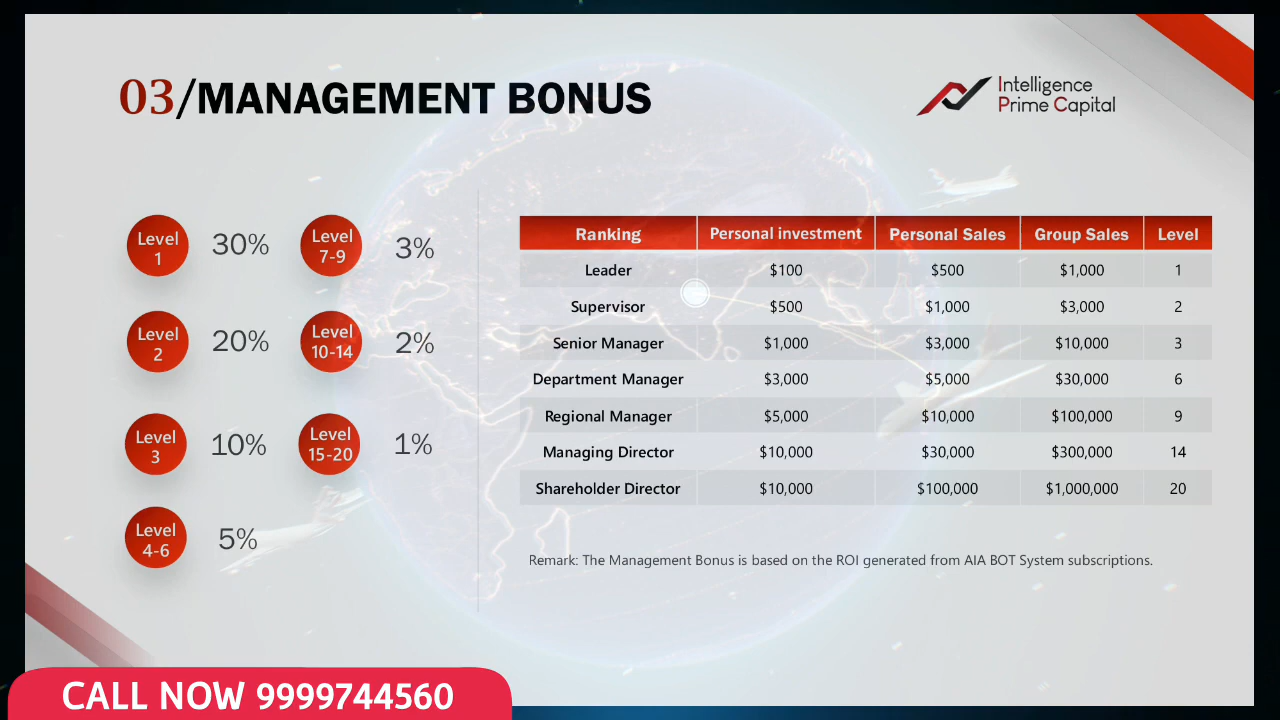 03/MANAGEMENT BONUS
Intelligence
Prime Capital
Level
1
30%
Level
7-9
3%
Level
2
20%
Level
10-14
2%
Level
3
10%
Level
15-20
1%
Level
4-6
5%
Ranking Personal investment Personal Sales Group Sales Level
Leader $100 $500 $1,000 1
Supervisor $500 $1,000 $3,000 2
Senior Manager $1,000 $3,000 $10,000 3
Department Manager $3,000 $5,000 $30,000 6
Regional Manager $5,000 $10,000 $100,000 9
Managing Director $10,000 $30,000 $300,000 14
Shareholder Director $10,000 $100,000 $1,000,000 20
Remark: The Management Bonus is based on the ROI generated from AIA BOT System subscriptions.
CALL NOW 9999744560